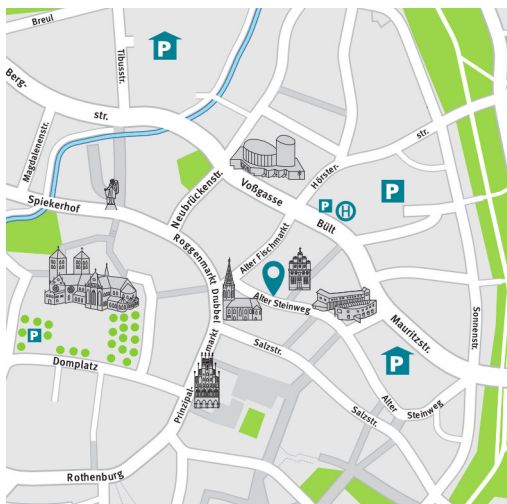 Breul
P
Tibusstr.
Berg-
str.
Magdalenenstr.
Hörster-
str.
P
Voßgasse
Neubrückenstr.
Spiekerhof
P
H
Bült
Alter Fischmarkt
Roggenmarkt
Drubbel
Alter Steinweg
Mauritzstr.
Sonnenstr.
P
Domplatz
Prinzipal-
markt
Salzstr.
P
Salzstr.
Alter
Steinweg
Rothenburg